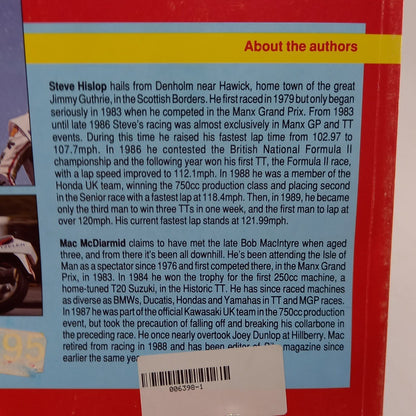 About the authors
Steve Hislop hails from Denholm near Hawick, home town of the great
Jimmy Guthrie, in the Scottish Borders. He first raced in 1979 but only began
seriously in 1983 when he competed in the Manx Grand Prix. From 1983
until late 1986 Steve's racing was almost exclusively in Manx GP and TT
events. During this time he raised his fastest lap time from 102.97 to
107.7mph. In 1986 he contested the British National Formula II
championship and the following year won his first TT, the Formula II race,
with a lap speed improved to 112.1mph. In 1988 he was a member of the
Honda UK team, winning the 750cc production class and placing second
in the Senior race with a fastest lap at 118.4mph. Then, in 1989, he became
only the third man to win three TTs in one week, and the first man to lap at
over 120mph. His current fastest lap stands at 121.99mph.
Mac McDiarmid claims to have met the late Bob MacIntyre when aged
three, and from there it's been all downhill. He's been attending the Isle of
Man as a spectator since 1976 and first competed there, in the Manx Grand
Prix, in 1983. In 1984 he won the trophy for the first 250cc machine, a
home-tuned T20 Suzuki, in the Historic TT. He has since raced machines
as diverse as BMWs, Ducatis, Hondas and Yamahas in TT and MGP races.
In 1987 he was part of the official Kawasaki UK team in the 750cc production
event, but took the precaution of falling off and breaking his collarbone in
the preceding race. He once nearly overtook Joey Dunlop at Hillberry. Mac
retired from racing in 1988 and has been editor of magazine since
earlier the same
95
006398-1